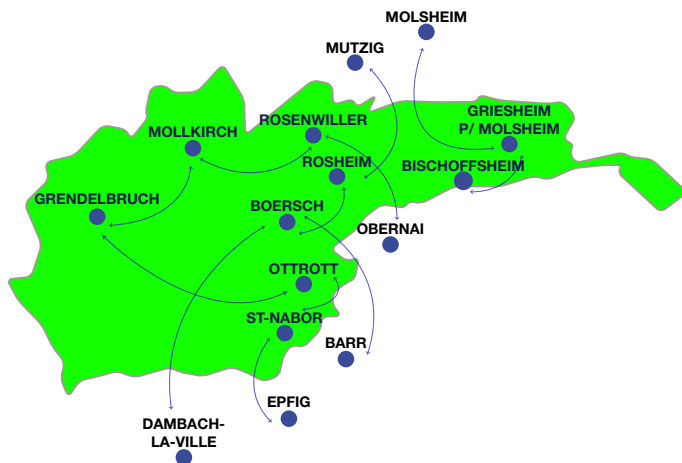 MOLSHEIM
MUTZIG
GRIESHEIM
P/ MOLSHEIM
ROSENWILLER
MOLLKIRCH
ROSHEIM
BISCHOFFSHEIM
GRENDELBRUCH
BOERSCH
OBERNAI
OTTROTT
ST-NABOR
BARR
EPFIG
DAMBACH-
LA-VILLE